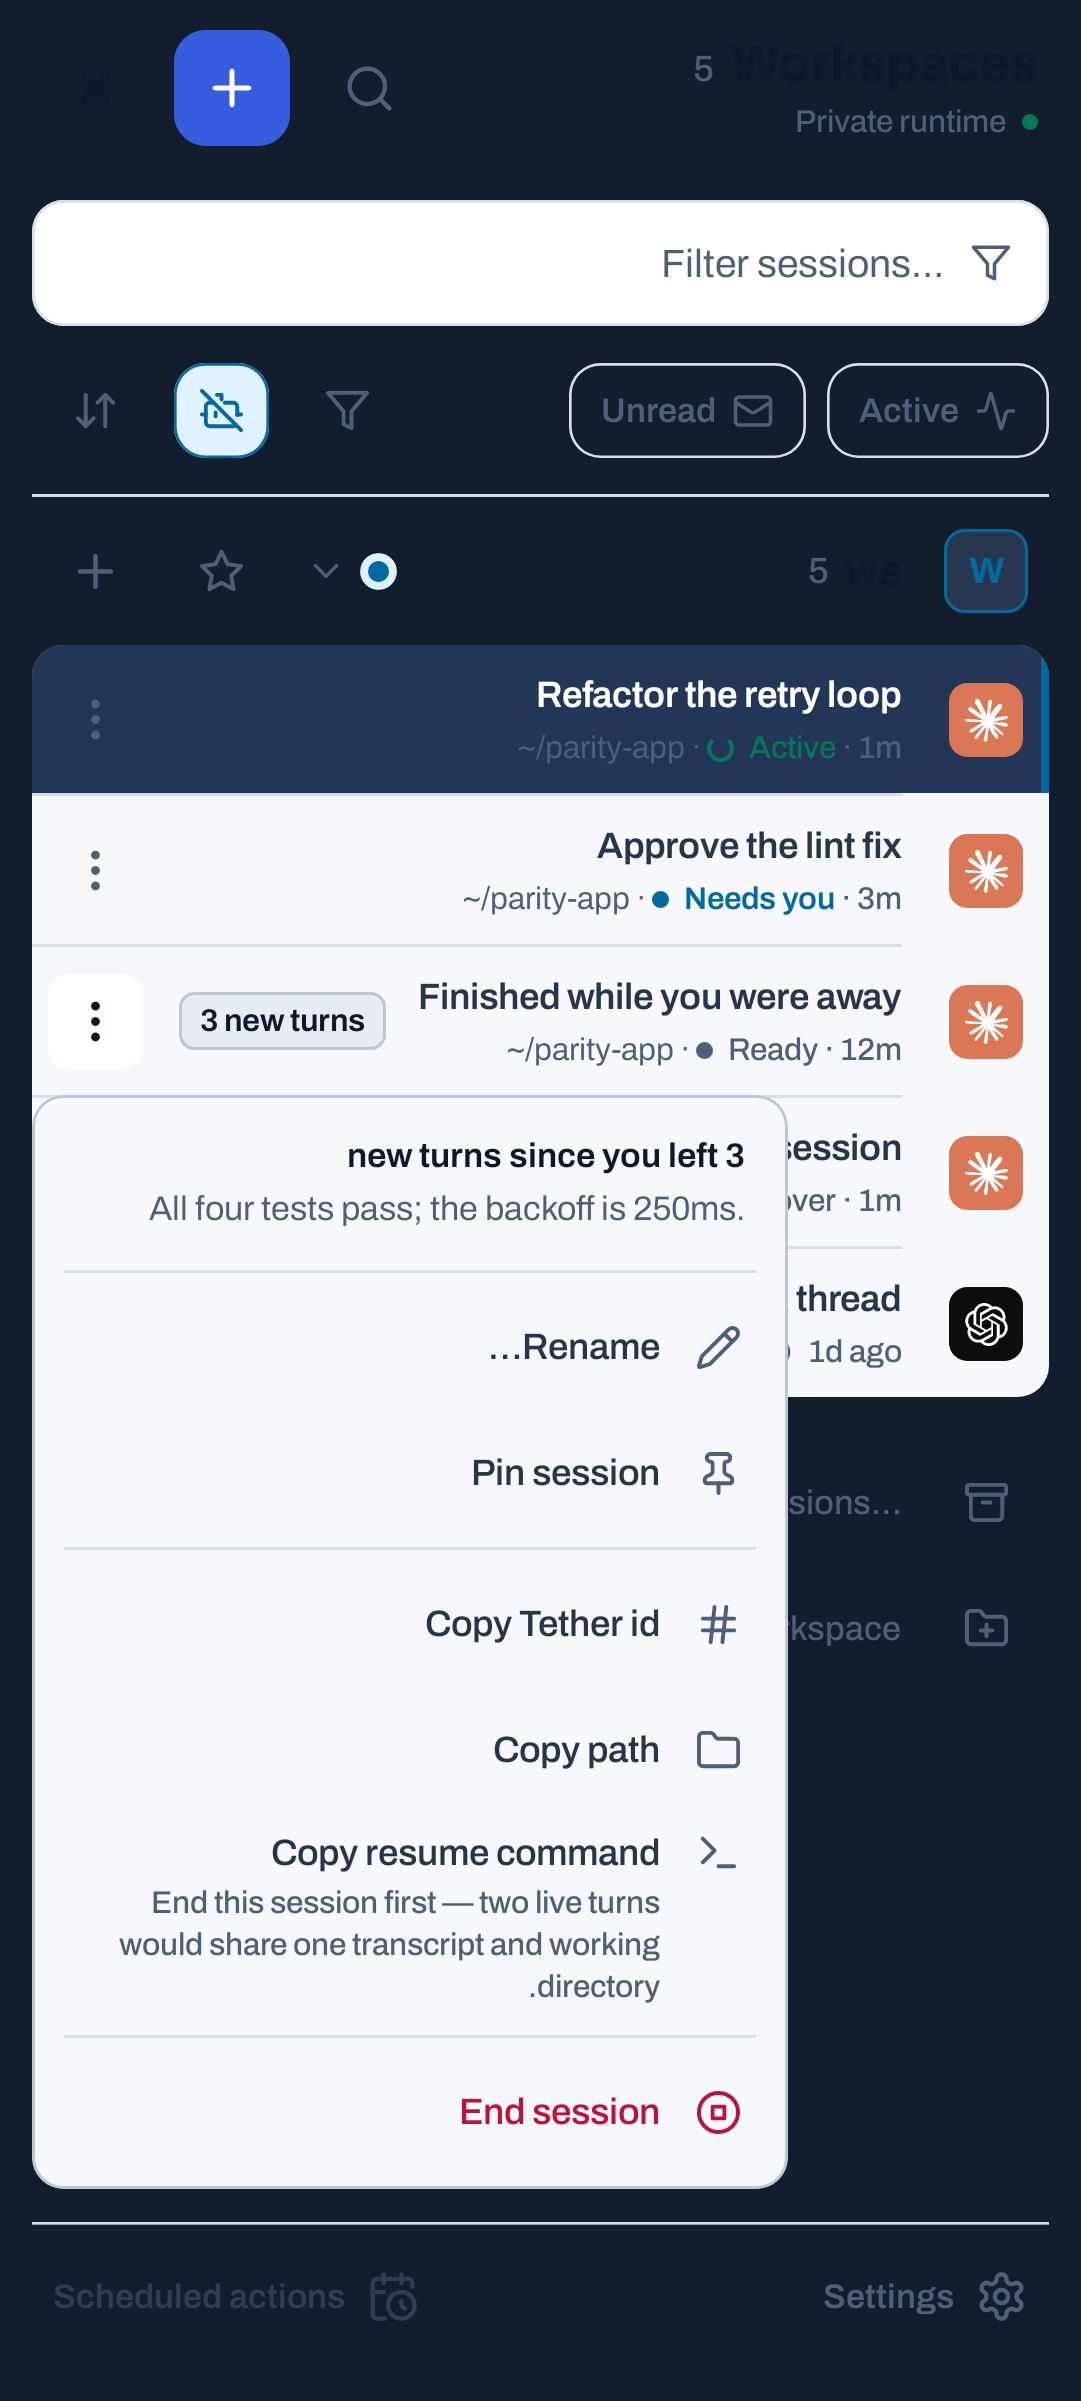 5 Workspaces
Private runtime
Filter sessions...
Unread
Active
5 ws W
Refactor the retry loop
~/parity-app · Active · 1m
Approve the lint fix
~/parity-app · Needs you · 3m
3 new turns
Finished while you were away
~/parity-app · Ready · 12m
session
over · 1m
thread
1d ago
new turns since you left 3
All four tests pass; the backoff is 250ms.
...Rename
Pin session
sions...
Copy Tether id
kspace
Copy path
Copy resume command
End this session first — two live turns
would share one transcript and working
.directory
End session
Scheduled actions
Settings